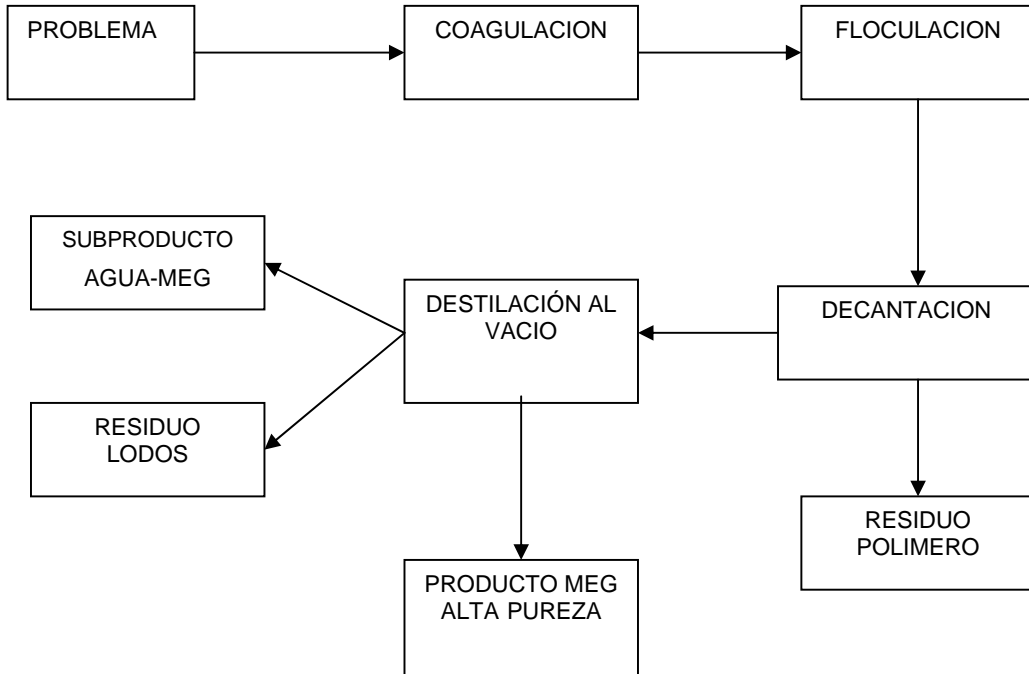 PROBLEMA
COAGULACION
FLOCULACION
SUBPRODUCTO
AGUA-MEG
DESTILACIÓN AL
VACIO
DECANTACION
RESIDUO
LODOS
RESIDUO
POLIMERO
PRODUCTO MEG
ALTA PUREZA